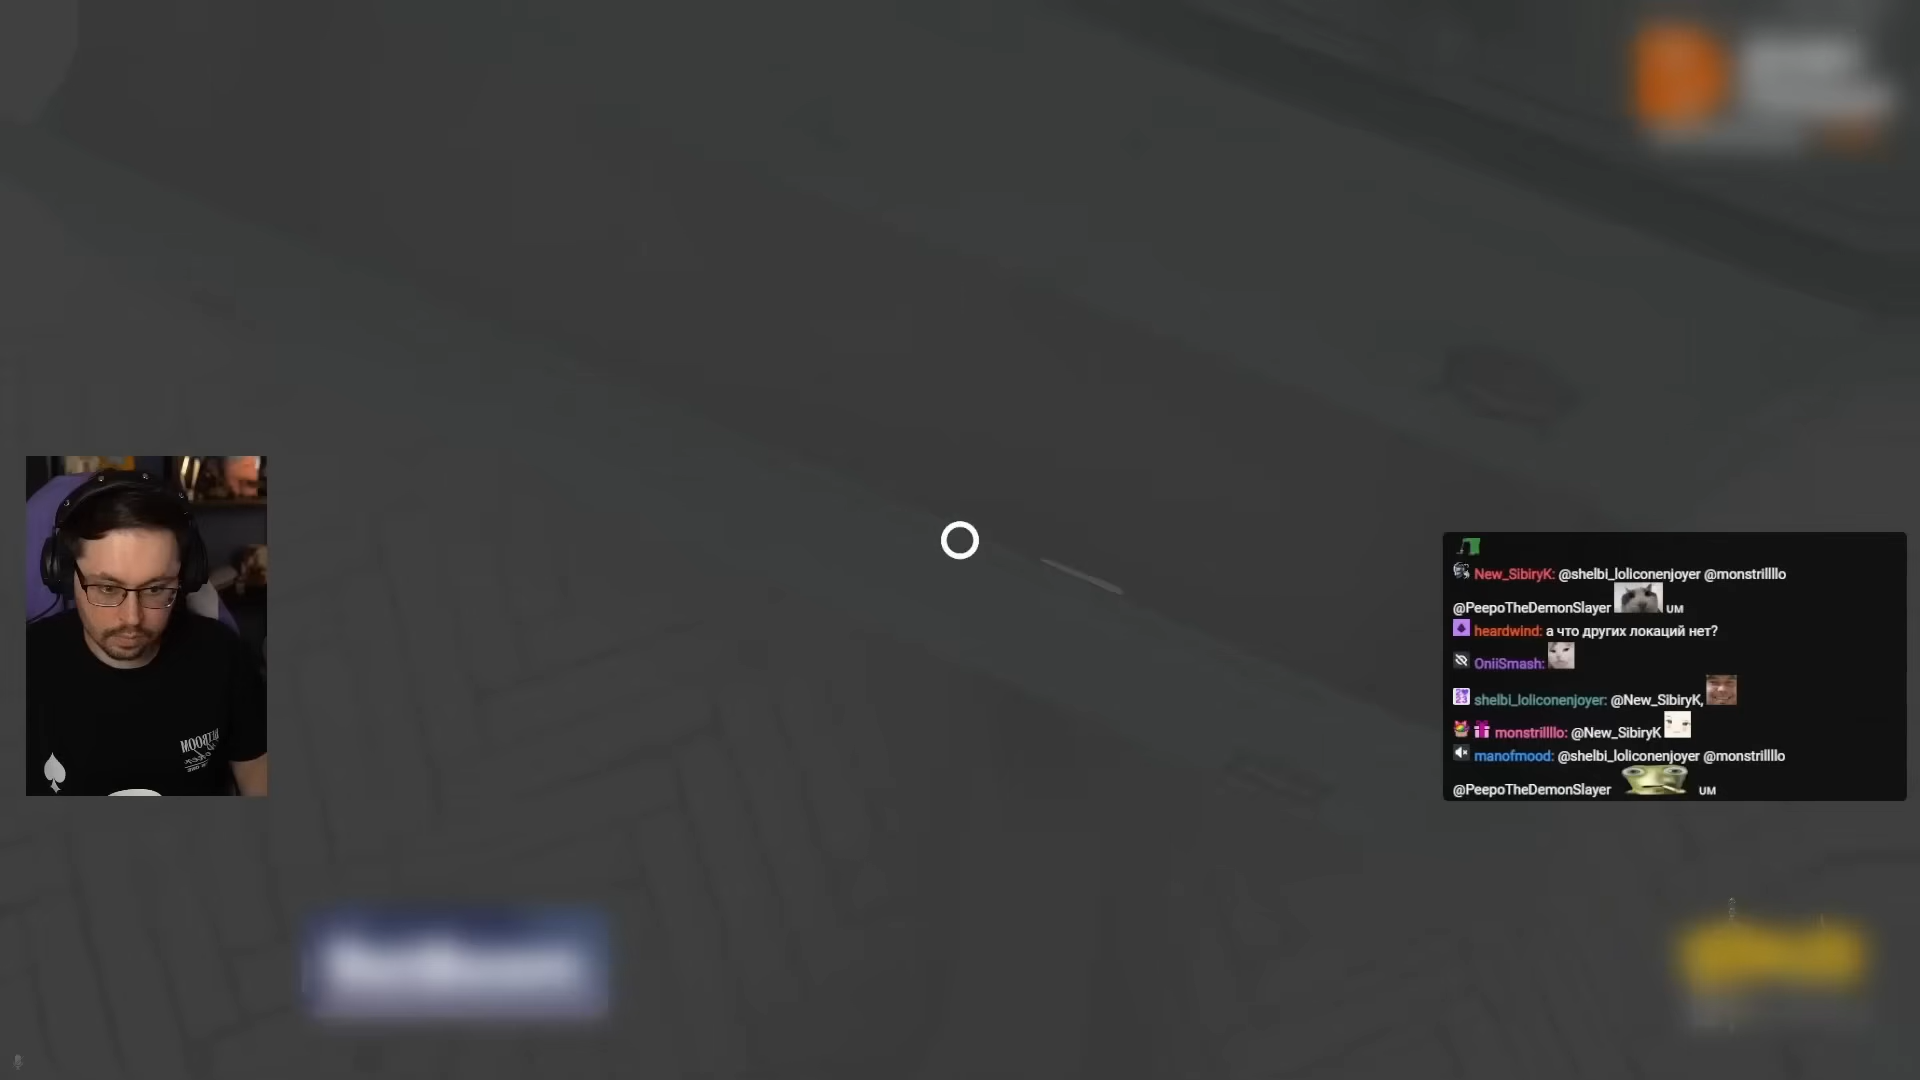 New_SibiryK: @shelbi_loliconenjoyer @monstrillllo
@PeepoTheDemonSlayer UM
heardwind: а что других локаций нет?
OniiSmash:
shelbi_loliconenjoyer: @New_SibiryK,
monstrillllo: @New_SibiryK
manofmood: @shelbi_loliconenjoyer @monstrillllo
@PeepoTheDemonSlayer UM